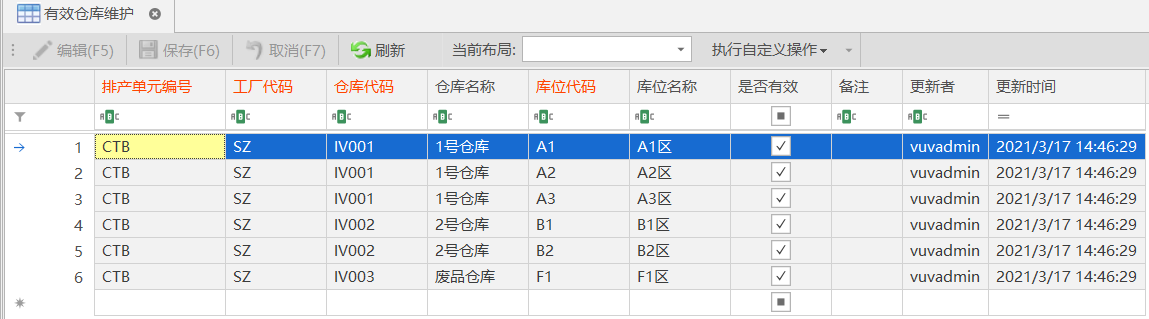 有效仓库维护
编辑(F5) 保存(F6) 取消(F7) 刷新 当前布局: 执行自定义操作
排产单元编号 工厂代码 仓库代码 仓库名称 库位代码 库位名称 是否有效 备注 更新者 更新时间
ABC ABC ABC ABC ABC ABC ABC ABC =
1 CTB SZ IV001 1号仓库 A1 A1区 vuvadmin 2021/3/17 14:46:29
2 CTB SZ IV001 1号仓库 A2 A2区 vuvadmin 2021/3/17 14:46:29
3 CTB SZ IV001 1号仓库 A3 A3区 vuvadmin 2021/3/17 14:46:29
4 CTB SZ IV002 2号仓库 B1 B1区 vuvadmin 2021/3/17 14:46:29
5 CTB SZ IV002 2号仓库 B2 B2区 vuvadmin 2021/3/17 14:46:29
6 CTB SZ IV003 废品仓库 F1 F1区 vuvadmin 2021/3/17 14:46:29